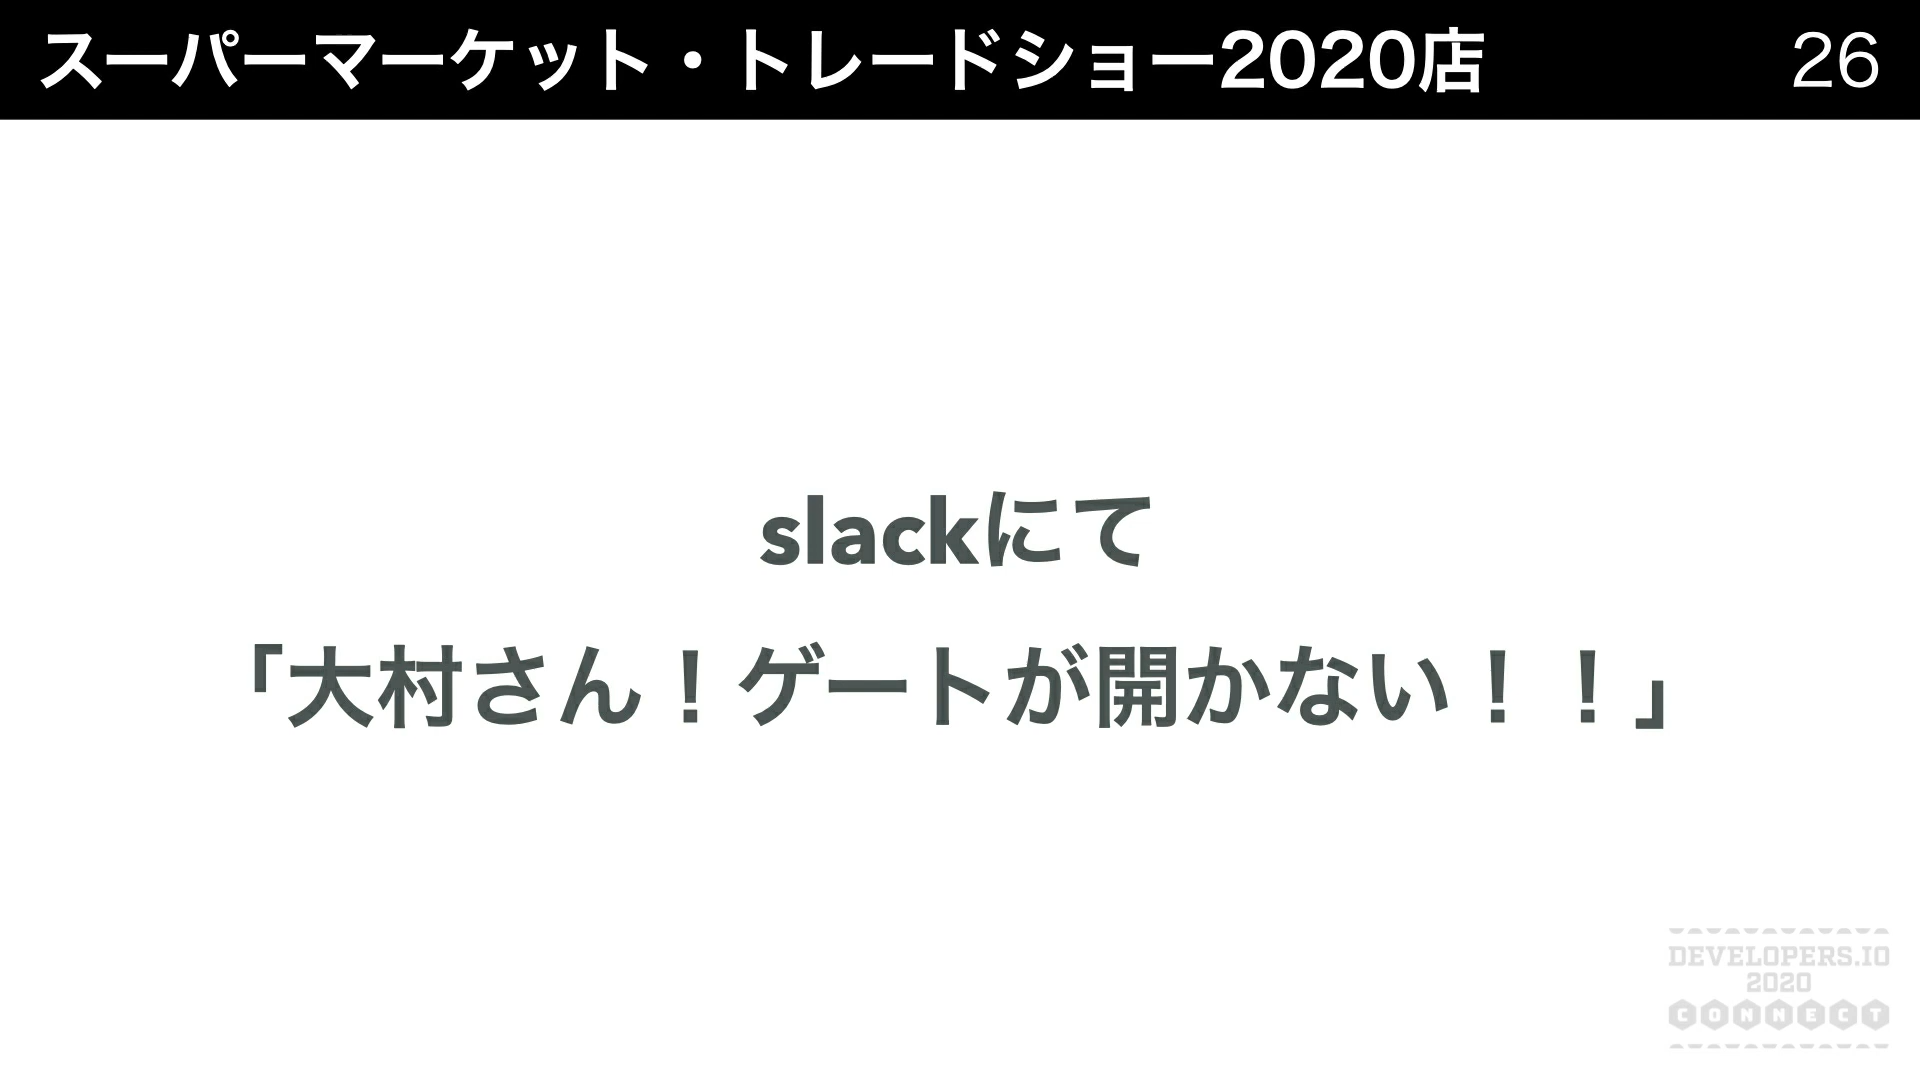 スーパーマーケット・トレードショー2020店
26
slackにて
「大村さん！ゲートが開かない！！」
DEVELOPERS.IO
2020
CONNECT